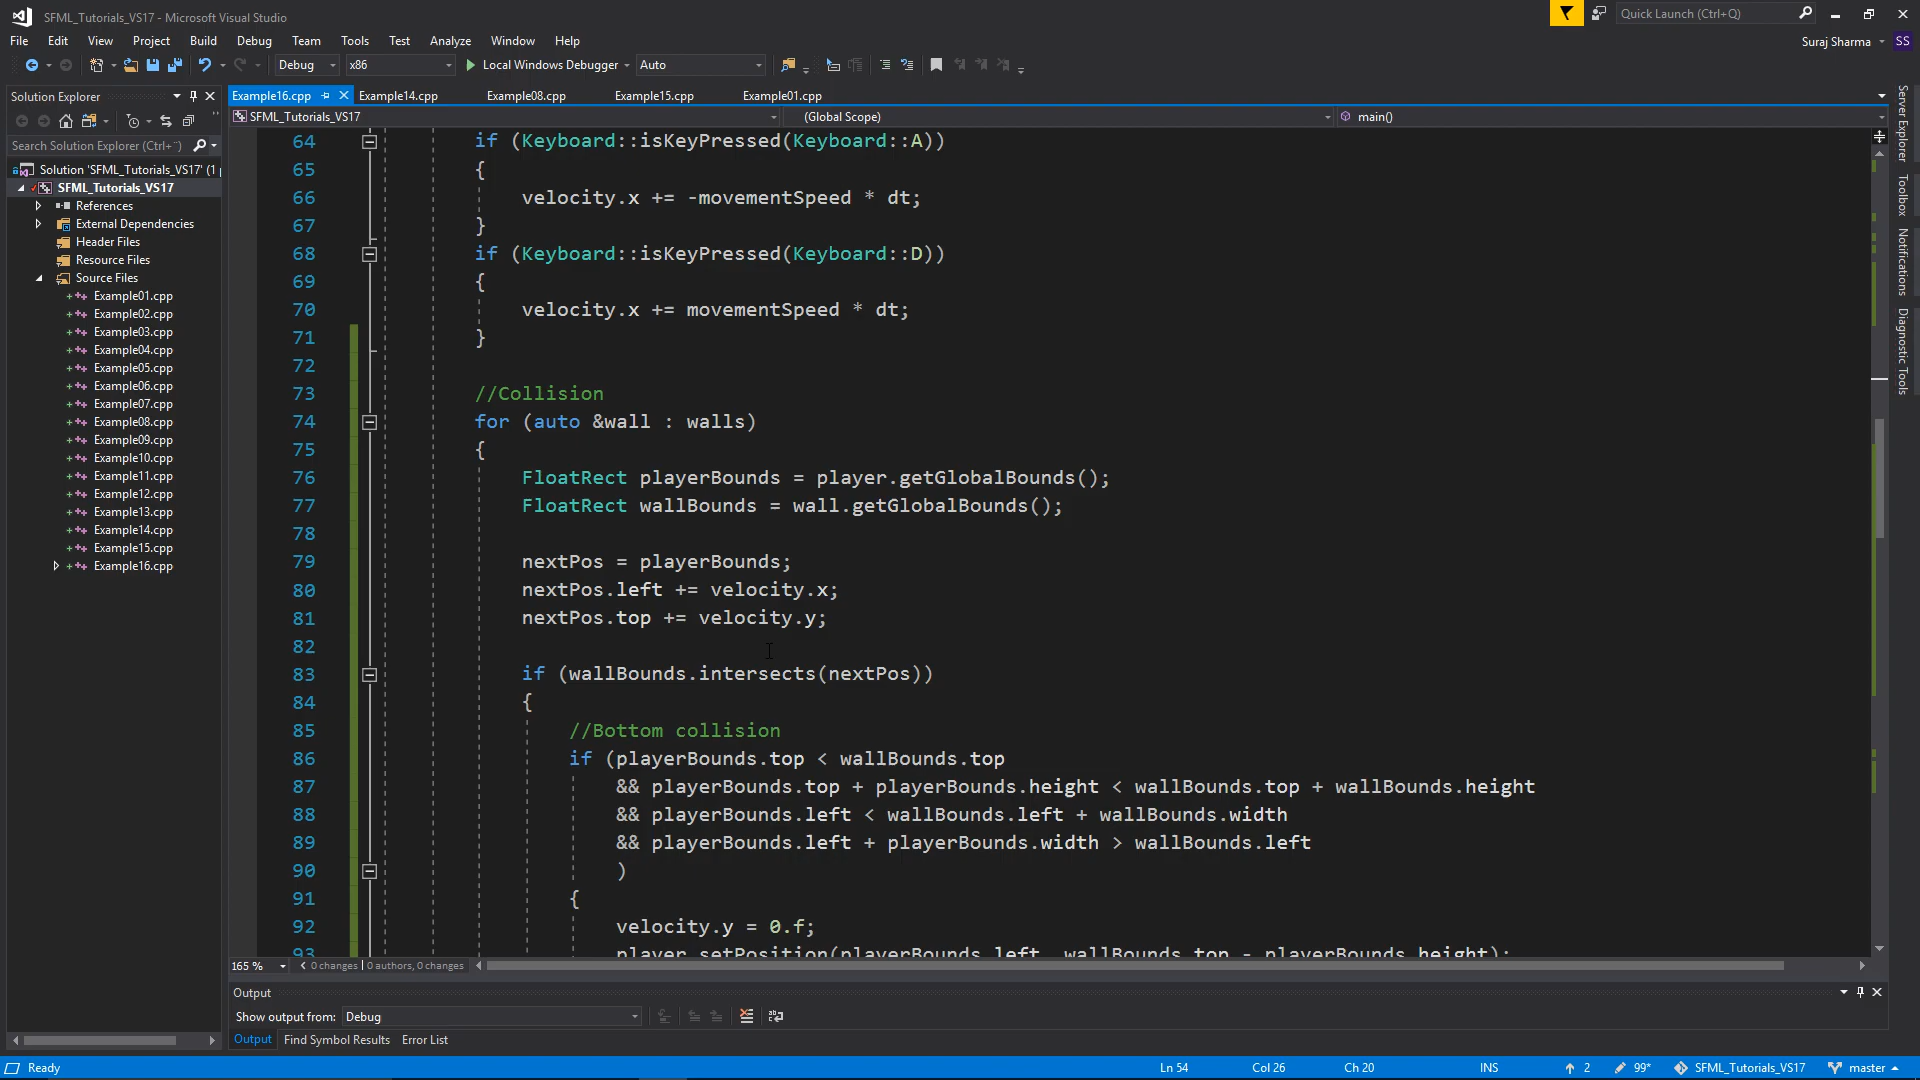 SFML_Tutorials_VS17 - Microsoft Visual Studio
Quick Launch (Ctrl+Q)
File Edit View Project Build Debug Team Tools Test Analyze Window Help
Suraj Sharma SS
Debug x86 Local Windows Debugger Auto
Solution Explorer
Example16.cpp Example14.cpp Example08.cpp Example15.cpp Example01.cpp
SFML_Tutorials_VS17 (Global Scope) main()
Search Solution Explorer (Ctrl+
Solution 'SFML_Tutorials_VS17' (1
SFML_Tutorials_VS17
References
External Dependencies
Header Files
Resource Files
Source Files
Example01.cpp
Example02.cpp
Example03.cpp
Example04.cpp
Example05.cpp
Example06.cpp
Example07.cpp
Example08.cpp
Example09.cpp
Example10.cpp
Example11.cpp
Example12.cpp
Example13.cpp
Example14.cpp
Example15.cpp
Example16.cpp
64 if (Keyboard::isKeyPressed(Keyboard::A))
65 {
66 velocity.x += -movementSpeed * dt;
67 }
68 if (Keyboard::isKeyPressed(Keyboard::D))
69 {
70 velocity.x += movementSpeed * dt;
71 }
72
73 //Collision
74 for (auto &wall : walls)
75 {
76 FloatRect playerBounds = player.getGlobalBounds();
77 FloatRect wallBounds = wall.getGlobalBounds();
78
79 nextPos = playerBounds;
80 nextPos.left += velocity.x;
81 nextPos.top += velocity.y;
82
83 if (wallBounds.intersects(nextPos))
84 {
85 //Bottom collision
86 if (playerBounds.top < wallBounds.top
87 && playerBounds.top + playerBounds.height < wallBounds.top + wallBounds.height
88 && playerBounds.left < wallBounds.left + wallBounds.width
89 && playerBounds.left + playerBounds.width > wallBounds.left
90 )
91 {
92 velocity.y = 0.f;
93 player.setPosition(playerBounds.left, wallBounds.top - playerBounds.height);
Server Explorer
Toolbox
Notifications
Diagnostic Tools
165 % 0 changes | 0 authors, 0 changes
Output
Show output from: Debug
Output Find Symbol Results Error List
Ready Ln 54 Col 26 Ch 20 INS 2 99* SFML_Tutorials_VS17 master